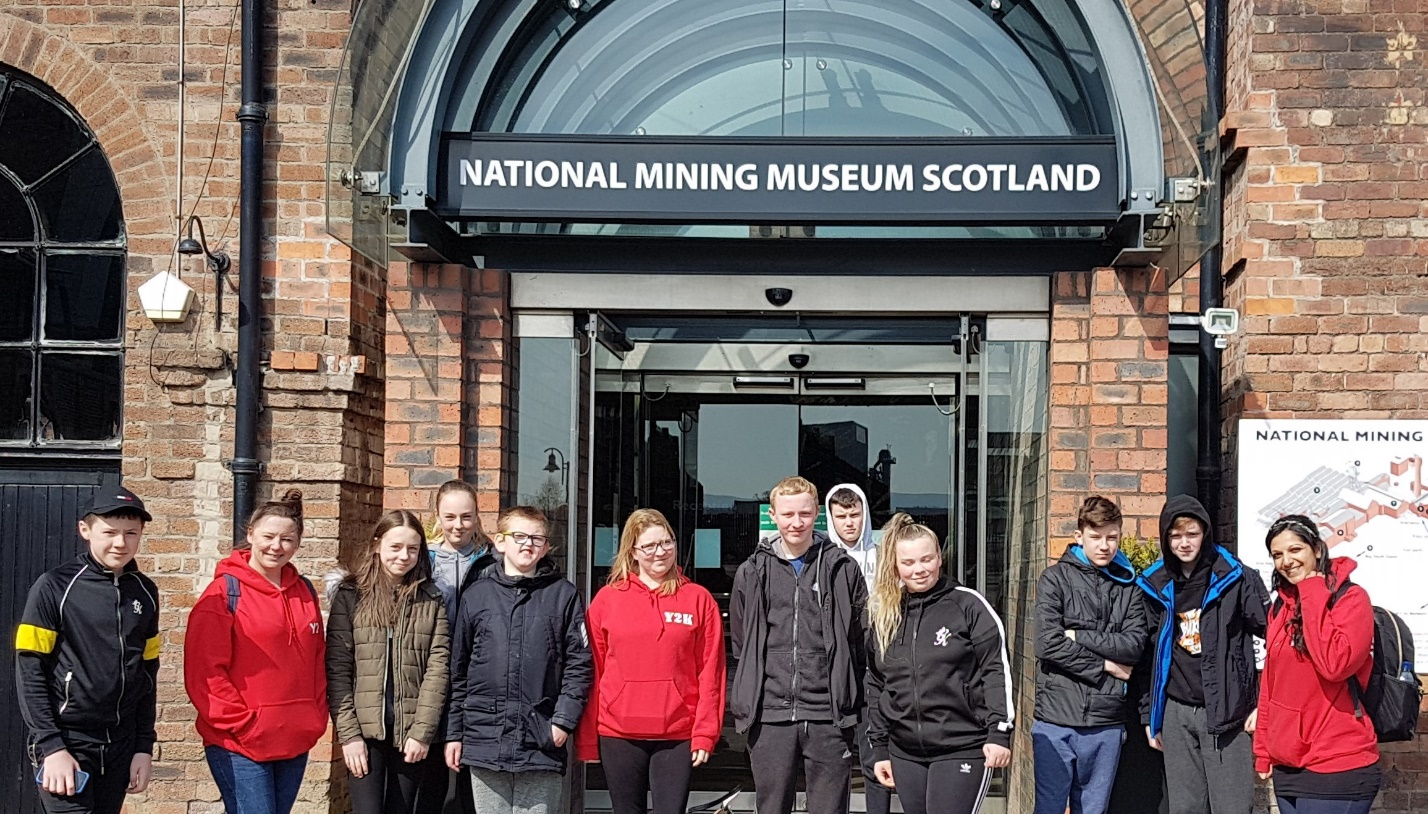 NATIONAL MINING MUSEUM SCOTLAND
NATIONAL MINING
Y2K